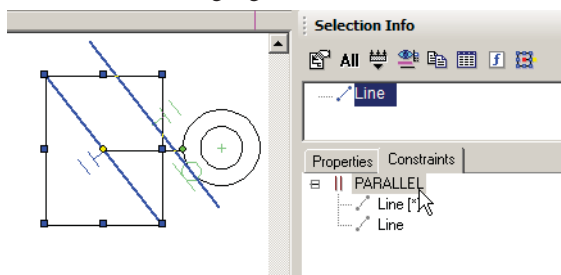 Selection Info
All
Line
Properties Constraints
PARALLEL
Line [*]
Line